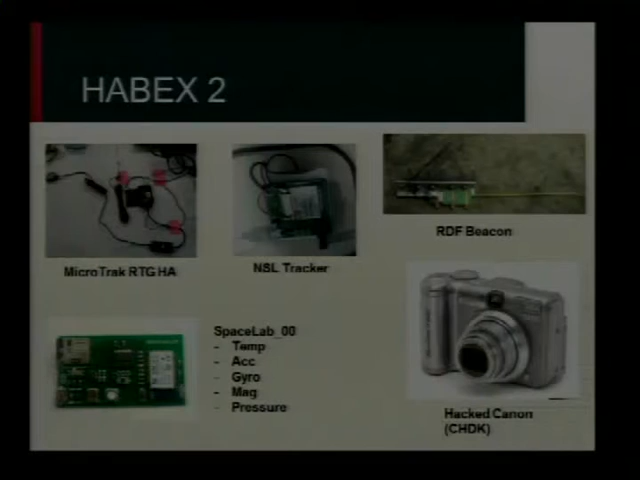 HABEX 2
MicroTrak RTG HA
NSL Tracker
RDF Beacon
SpaceLab_00
- Temp
- Acc
- Gyro
- Mag
- Pressure
Hacked Canon
(CHDK)